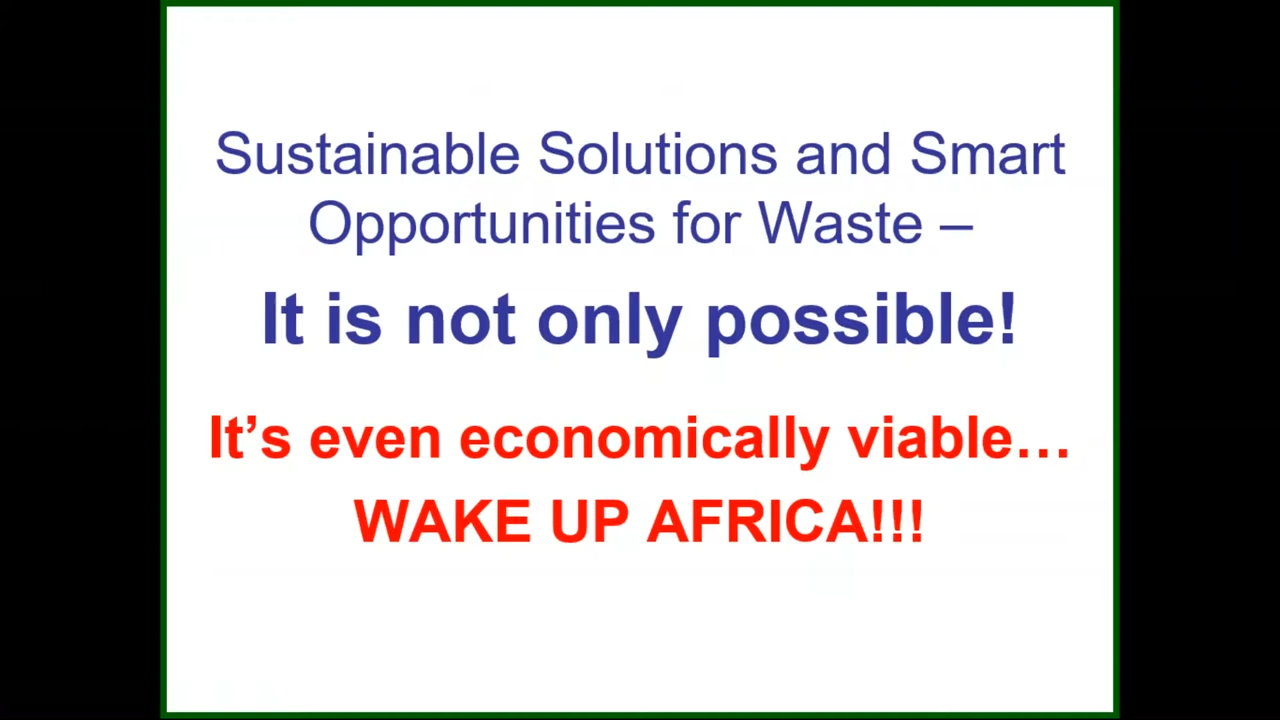 Sustainable Solutions and Smart
Opportunities for Waste –
It is not only possible!
It’s even economically viable…
WAKE UP AFRICA!!!